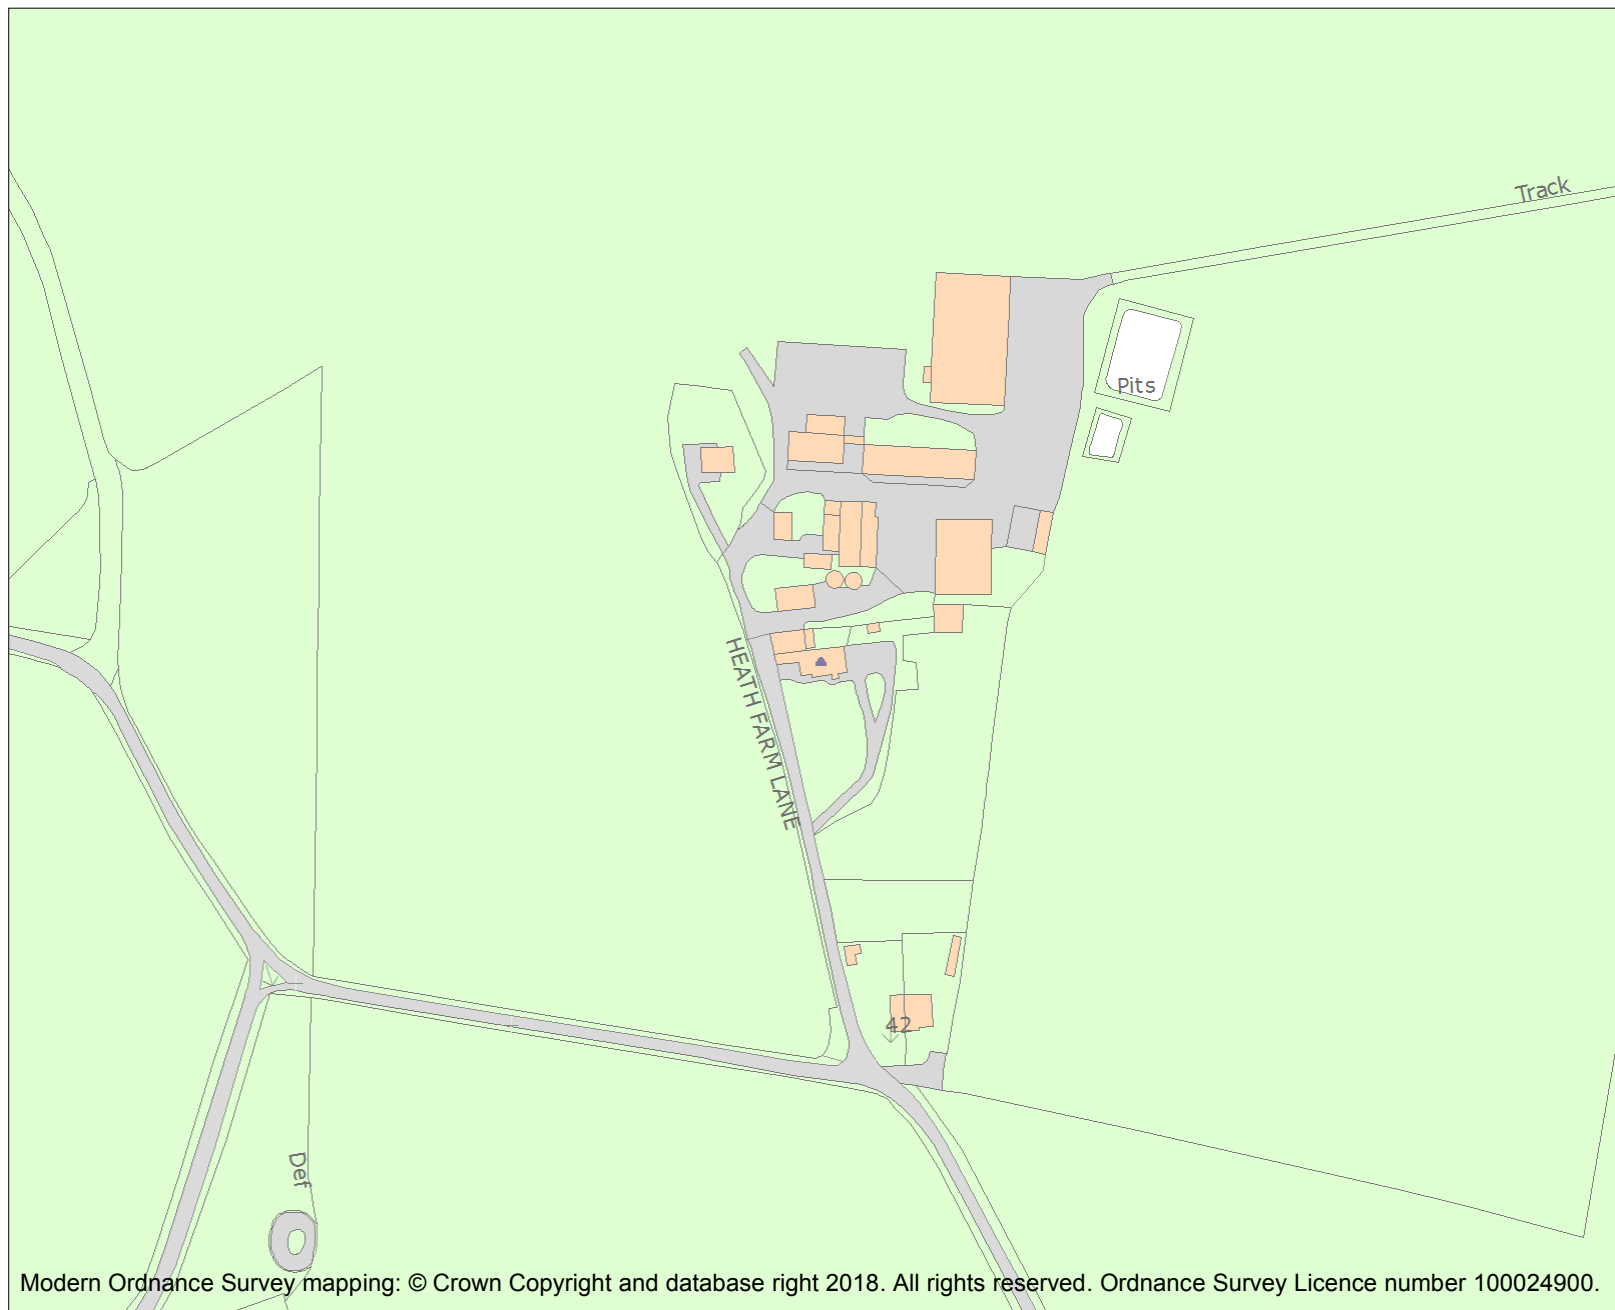 Track
Pits
HEATH FARM LANE
42
Def
Modern Ordnance Survey mapping: © Crown Copyright and database right 2018. All rights reserved. Ordnance Survey Licence number 100024900.